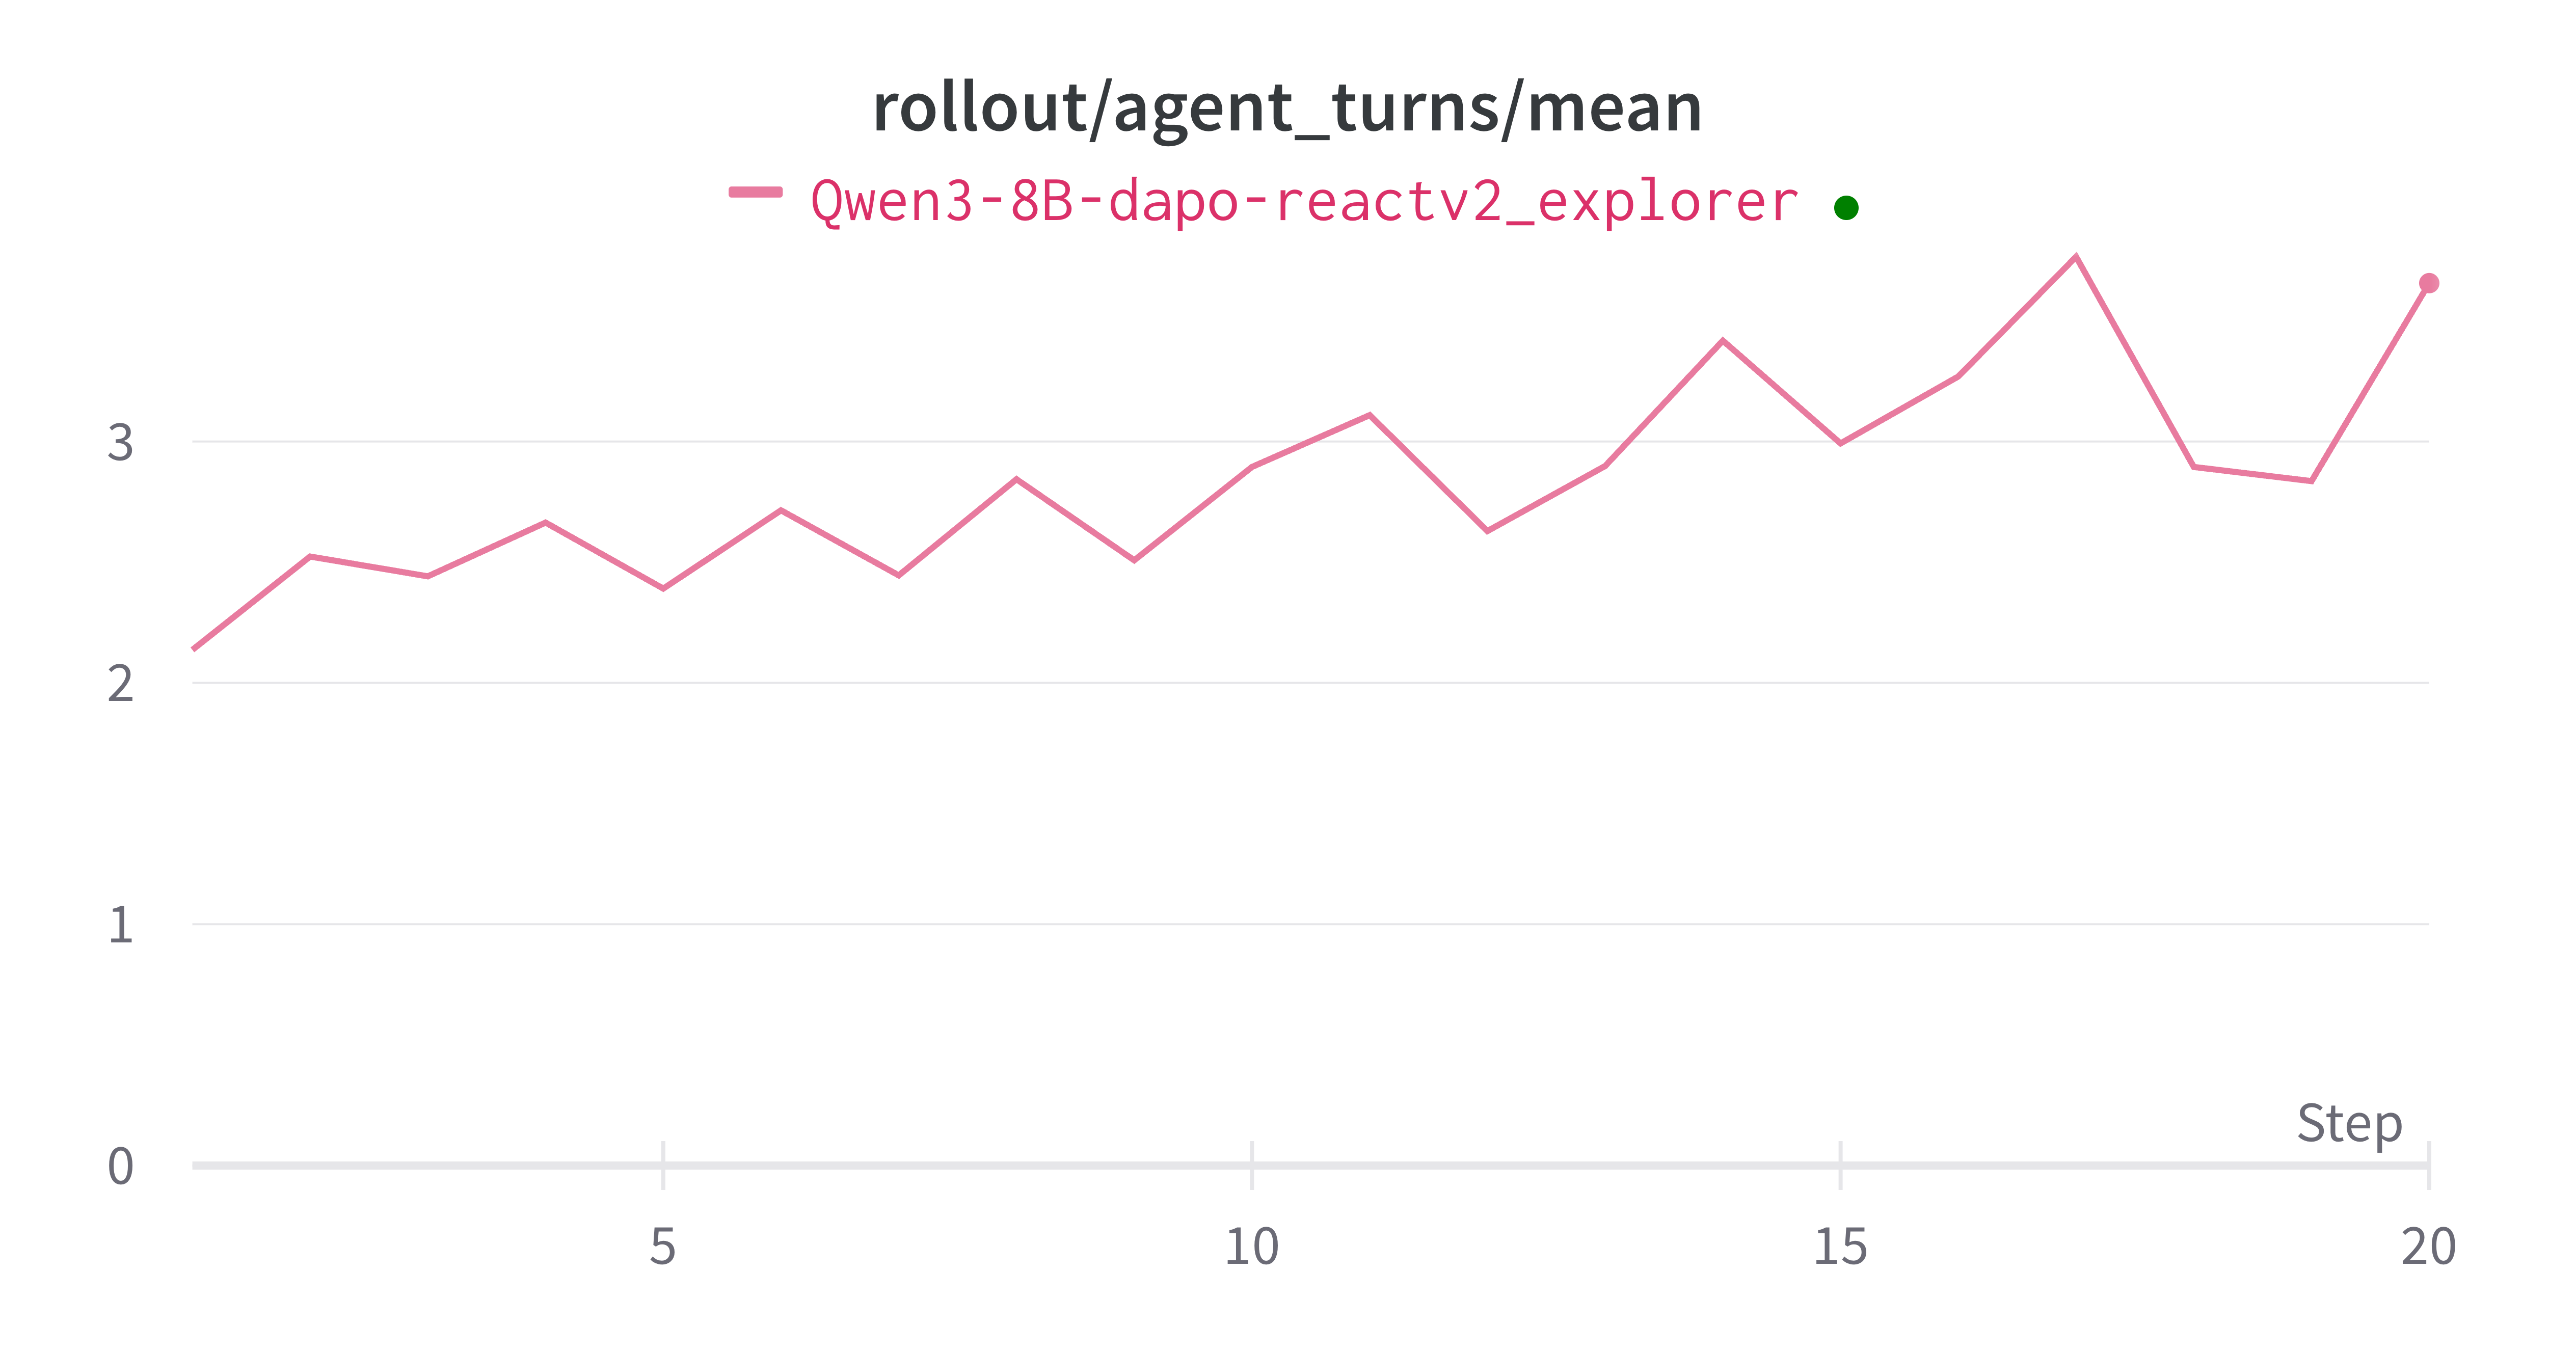 rollout/agent_turns/mean
Qwen3-8B-dapo-reactv2_explorer
3
2
1
0
Step
5 10 15 20